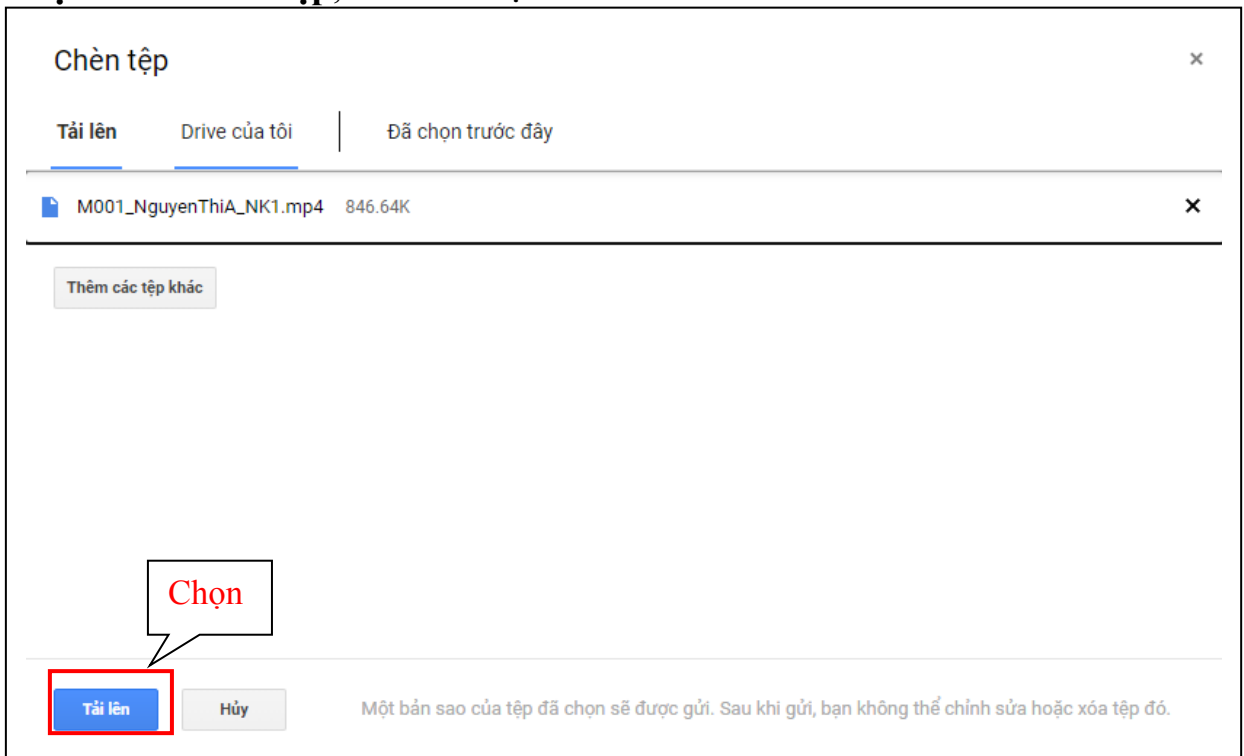 Chèn tệp ×
Tải lên Drive của tôi Đã chọn trước đây
M001_NguyenThiA_NK1.mp4 846.64K ×
Thêm các tệp khác
Chọn
Tải lên Hủy Một bản sao của tệp đã chọn sẽ được gửi. Sau khi gửi, bạn không thể chỉnh sửa hoặc xóa tệp đó.